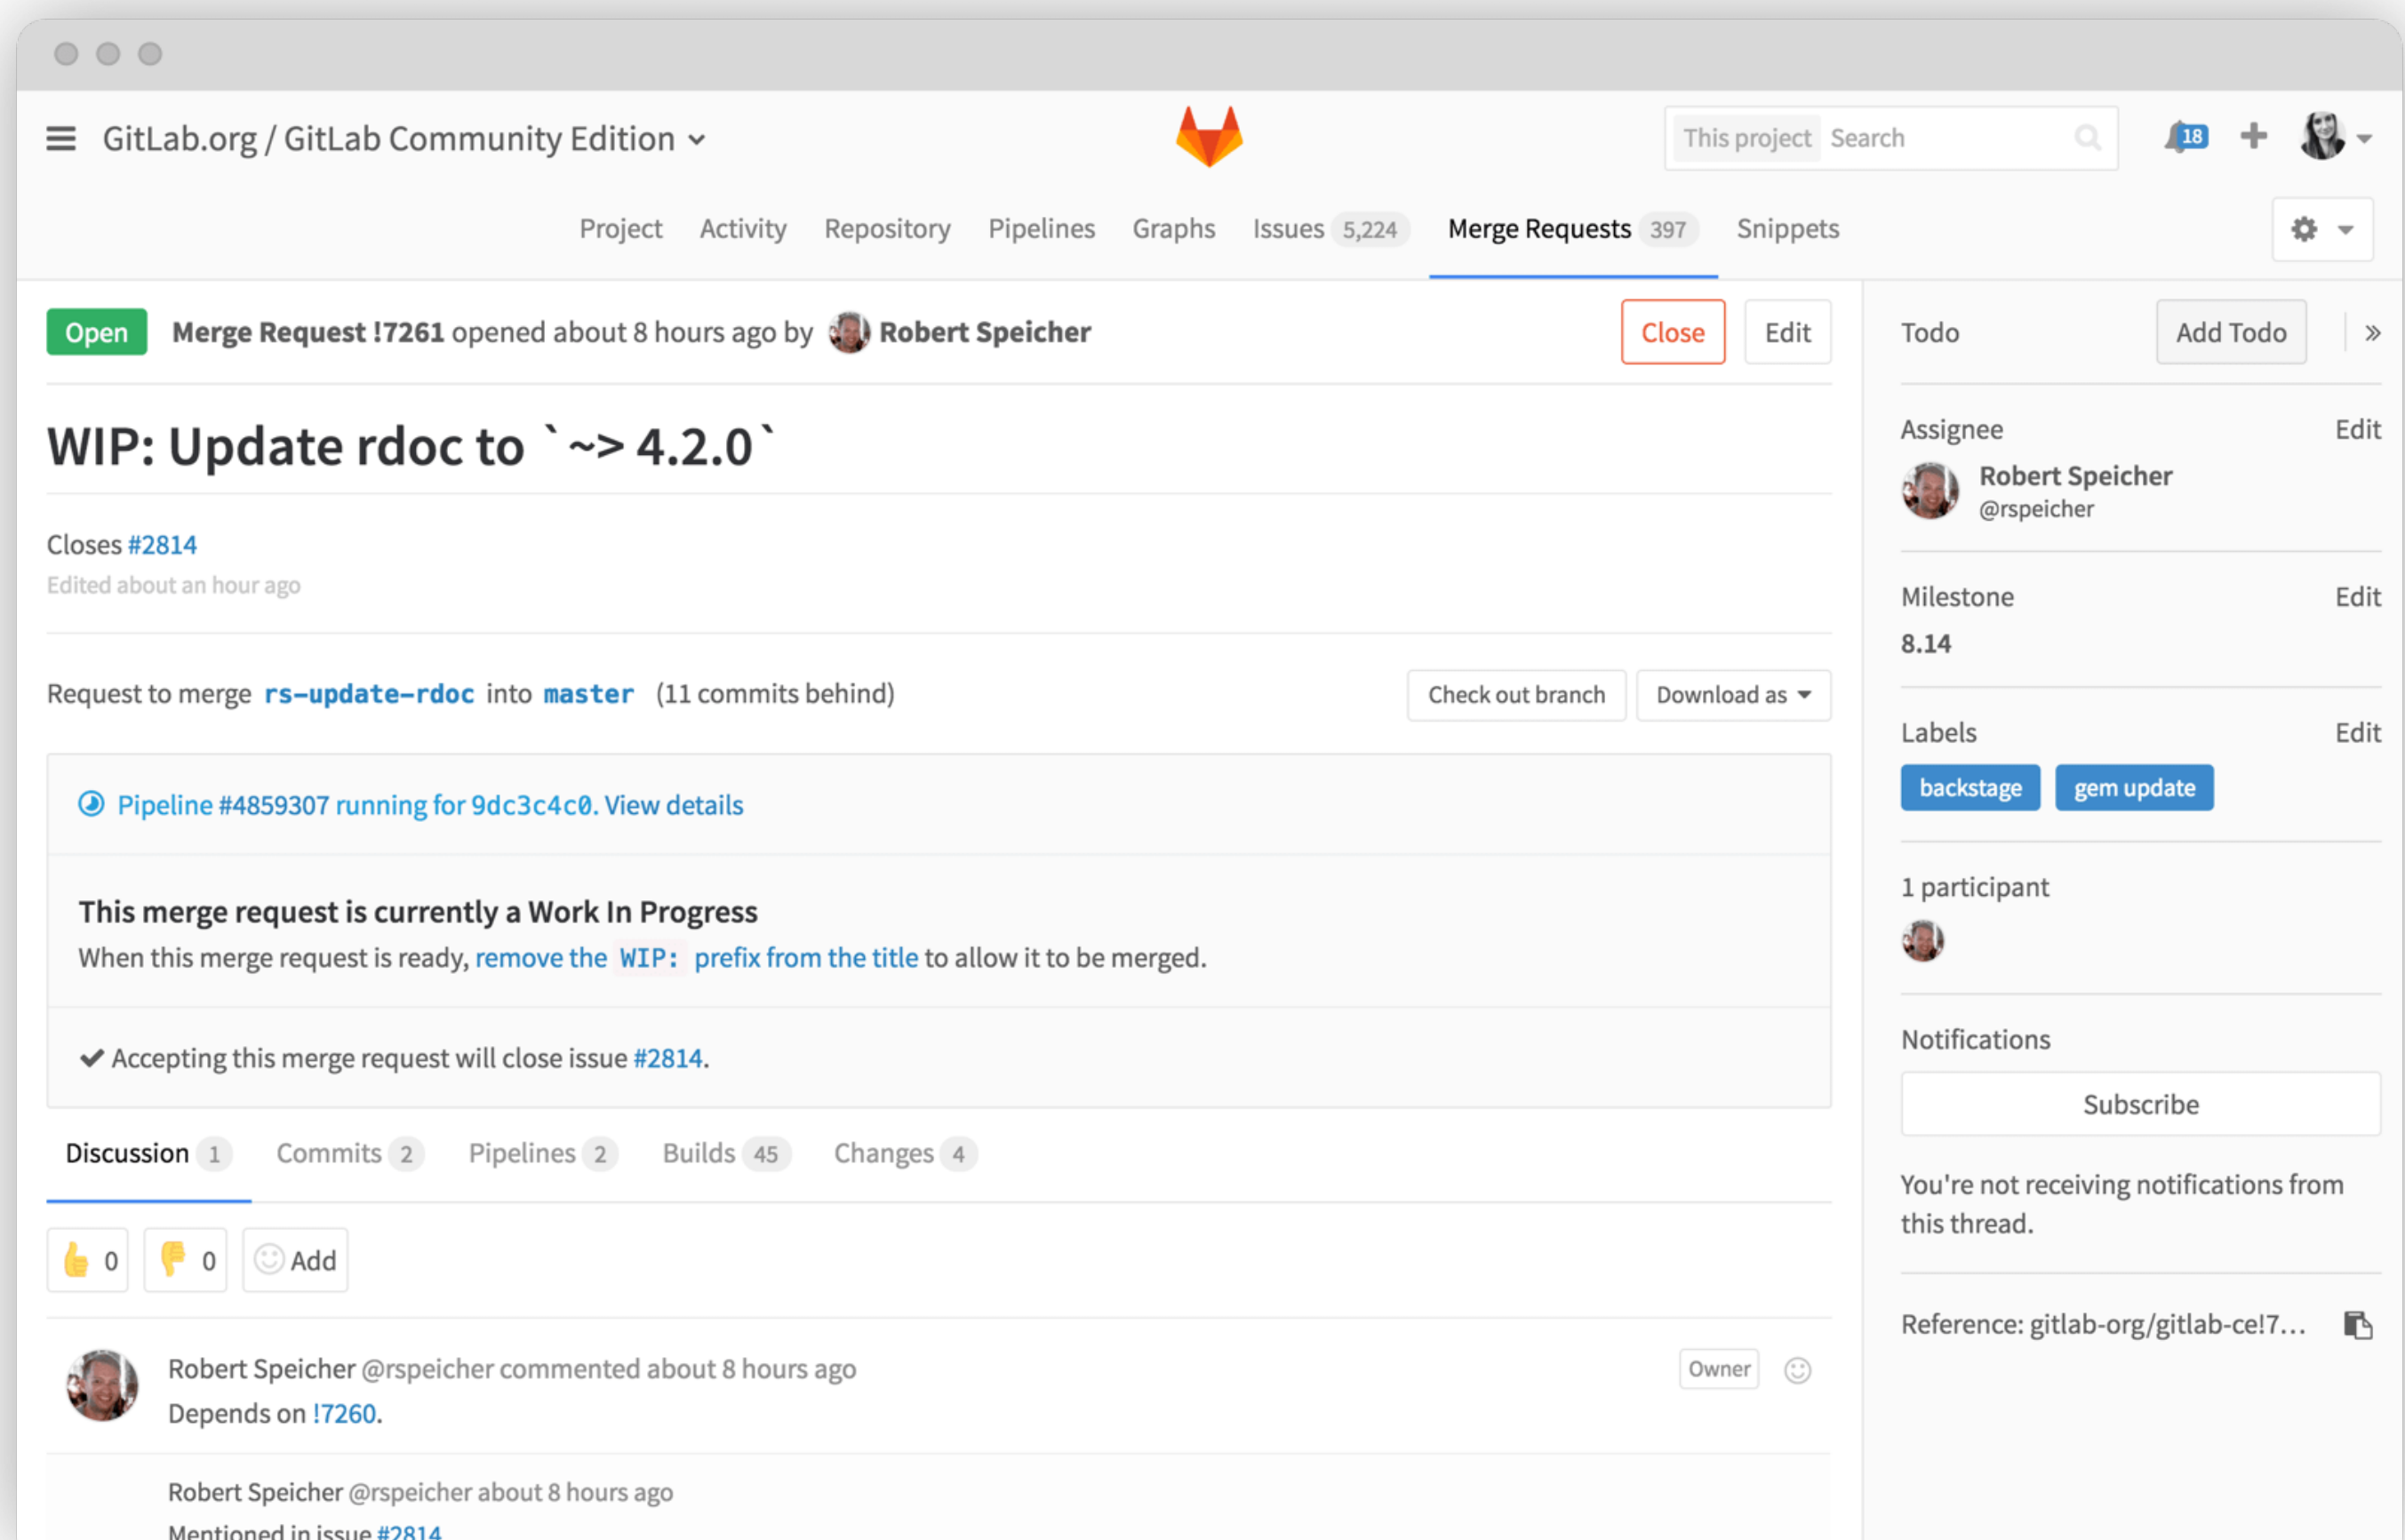 GitLab.org / GitLab Community Edition
This project Search
18
Project Activity Repository Pipelines Graphs Issues 5,224 Merge Requests 397 Snippets
Open Merge Request !7261 opened about 8 hours ago by Robert Speicher Close Edit
WIP: Update rdoc to `~> 4.2.0`
Closes #2814
Edited about an hour ago
Request to merge rs-update-rdoc into master (11 commits behind) Check out branch Download as
Pipeline #4859307 running for 9dc3c4c0. View details
This merge request is currently a Work In Progress
When this merge request is ready, remove the WIP: prefix from the title to allow it to be merged.
Accepting this merge request will close issue #2814.
Discussion 1 Commits 2 Pipelines 2 Builds 45 Changes 4
0 0 Add
Robert Speicher @rspeicher commented about 8 hours ago Owner
Depends on !7260.
Robert Speicher @rspeicher about 8 hours ago
Mentioned in issue #2814
Todo Add Todo »
Assignee Edit
Robert Speicher
@rspeicher
Milestone Edit
8.14
Labels Edit
backstage gem update
1 participant
Notifications
Subscribe
You're not receiving notifications from
this thread.
Reference: gitlab-org/gitlab-ce!7...